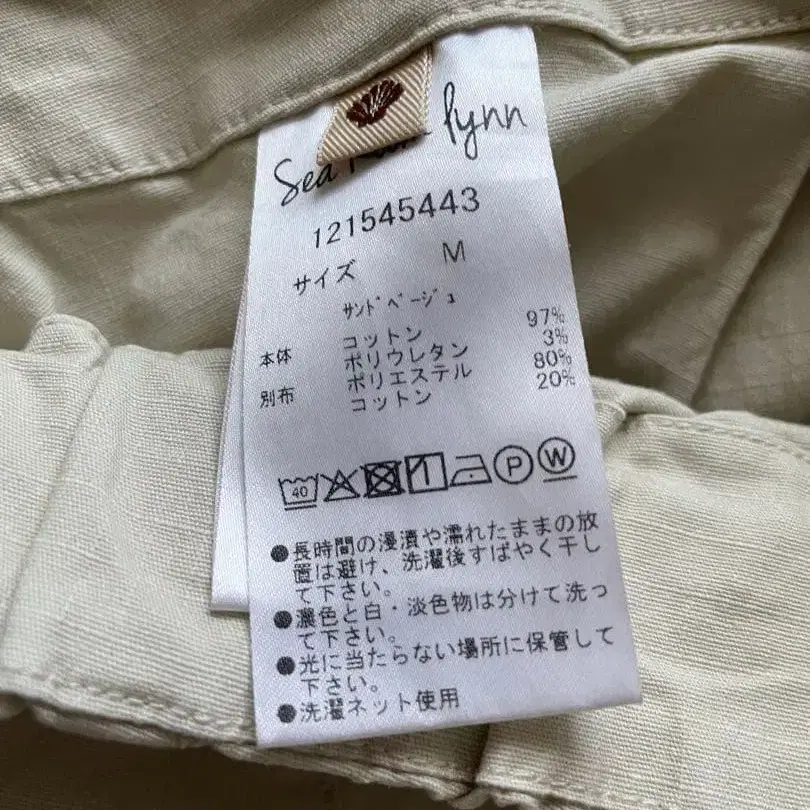 Sea lynn
121545443
サイズ M
サンドベージュ
本体 コットン 97%
ポリウレタン 3%
別布 ポリエステル 80%
コットン 20%
40 P W
●長時間の浸漬や濡れたままの放
置は避け、洗濯後すばやく干し
て下さい。
●濃色と白・淡色物は分けて洗っ
て下さい。
●光に当たらない場所に保管して
下さい。
●洗濯ネット使用